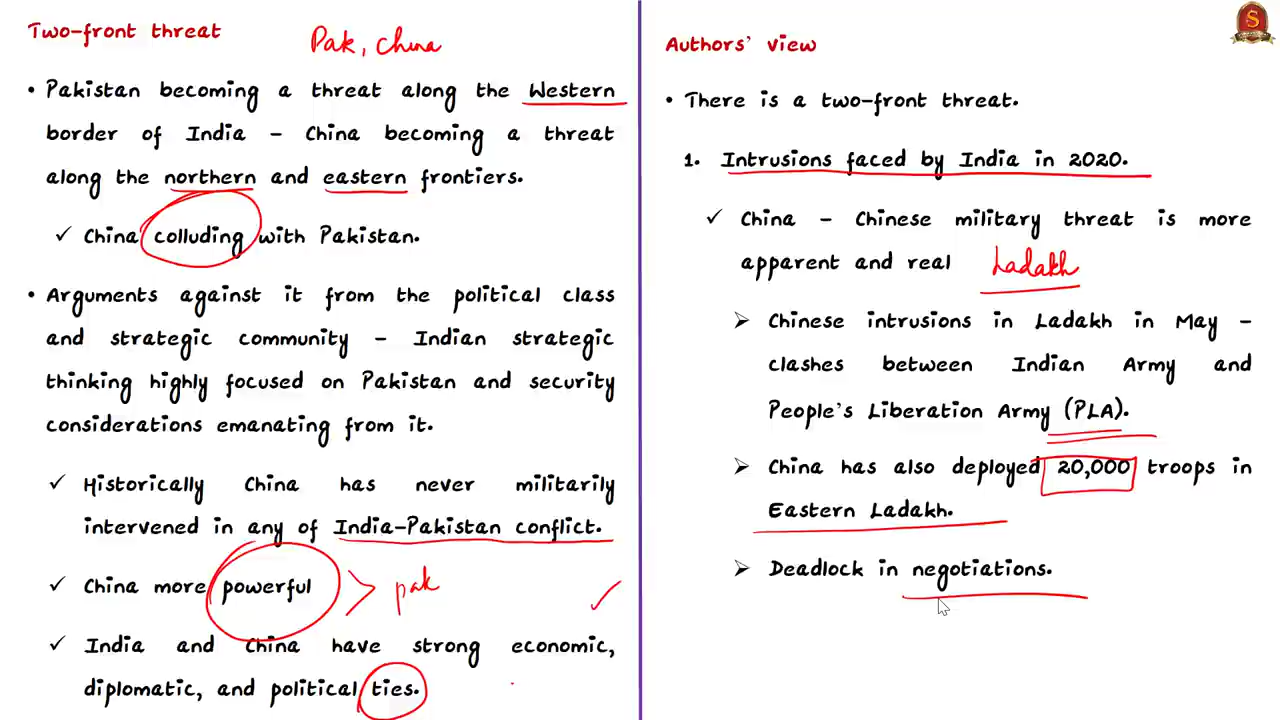 Two-front threat
Pak, China
• Pakistan becoming a threat along the Western
border of India – China becoming a threat
along the northern and eastern frontiers.
✓ China colluding with Pakistan.
• Arguments against it from the political class
and strategic community – Indian strategic
thinking highly focused on Pakistan and security
considerations emanating from it.
✓ Historically China has never militarily
intervened in any of India-Pakistan conflict.
✓ China more powerful > pak
✓ India and China have strong economic,
diplomatic, and political ties.
Authors' view
• There is a two-front threat.
1. Intrusions faced by India in 2020.
✓ China – Chinese military threat is more
apparent and real Ladakh
➤ Chinese intrusions in Ladakh in May –
clashes between Indian Army and
People's Liberation Army (PLA).
➤ China has also deployed 20,000 troops in
Eastern Ladakh.
➤ Deadlock in negotiations.
S